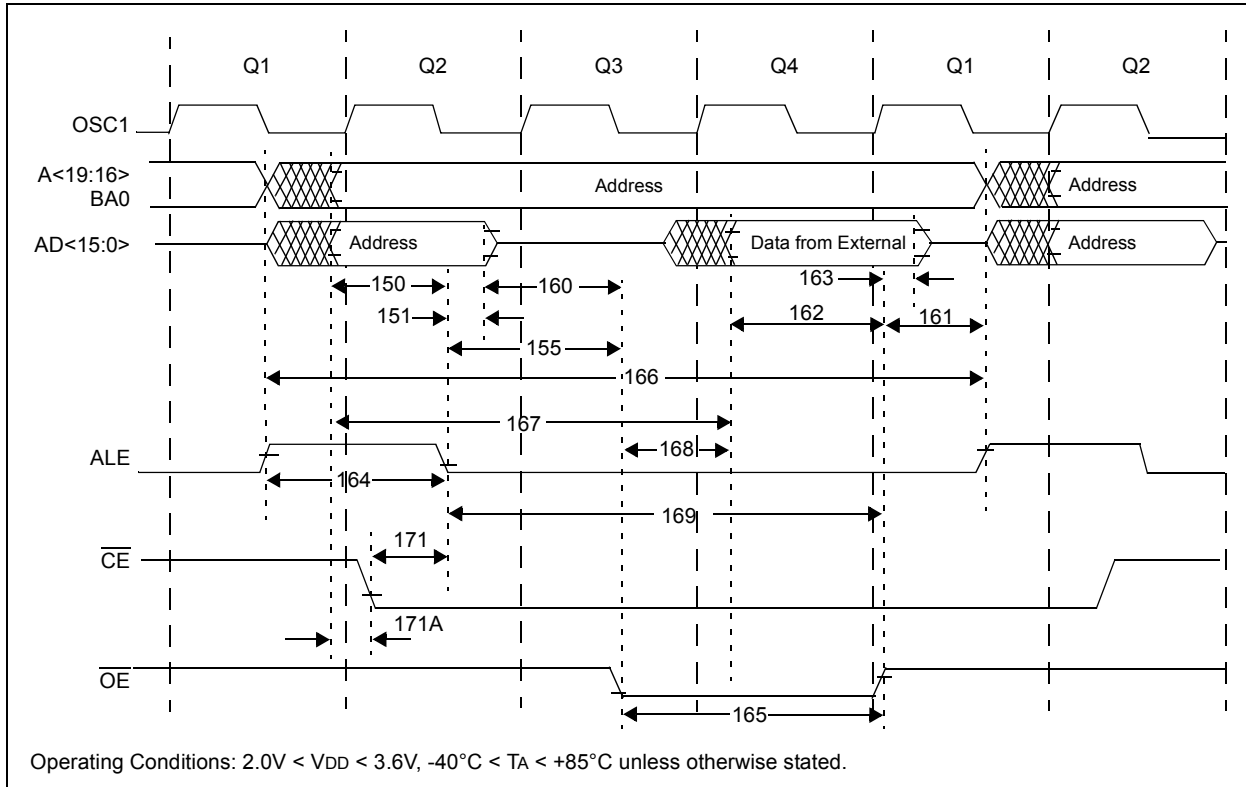 Q1 Q2 Q3 Q4 Q1 Q2
OSC1
A<19:16>
BA0
Address
Address
AD<15:0>
Address
Data from External
Address
150
160
163
151
162
161
155
166
167
ALE
168
164
169
171
CE
171A
OE
165
Operating Conditions: 2.0V < VDD < 3.6V, -40°C < TA < +85°C unless otherwise stated.